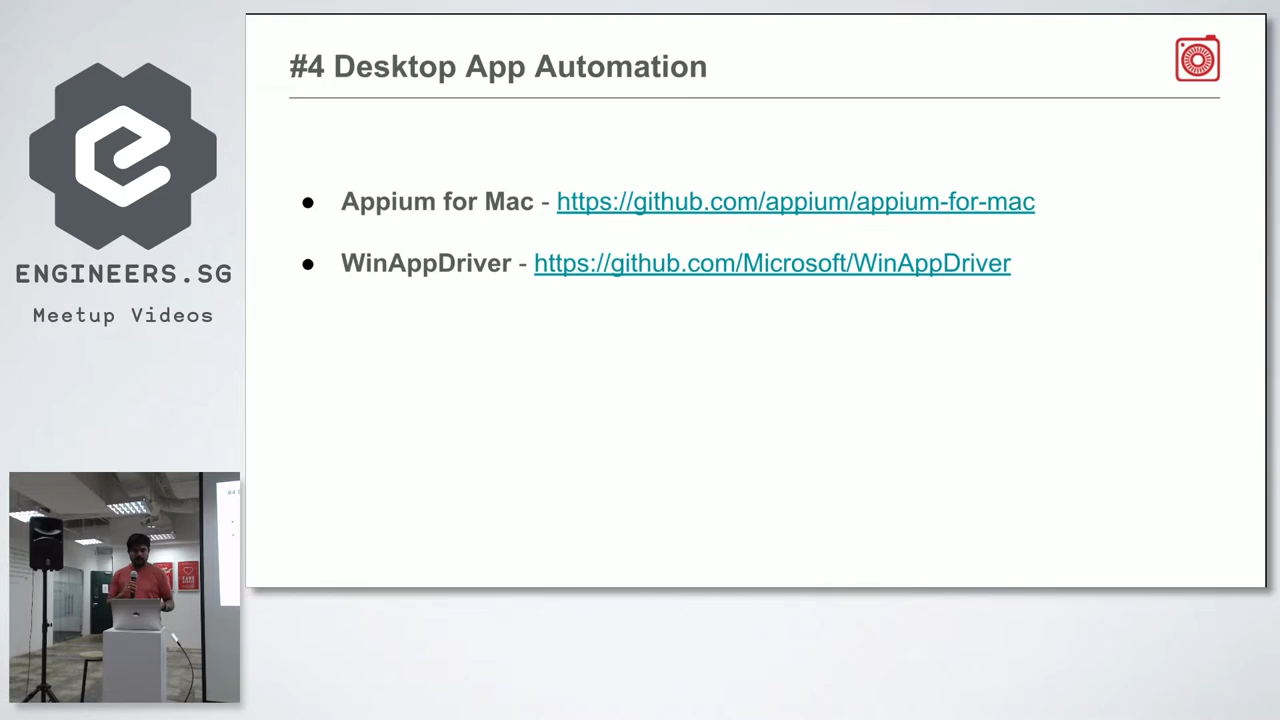 #4 Desktop App Automation
● Appium for Mac - https://github.com/appium/appium-for-mac
● WinAppDriver - https://github.com/Microsoft/WinAppDriver
ENGINEERS.SG
Meetup Videos